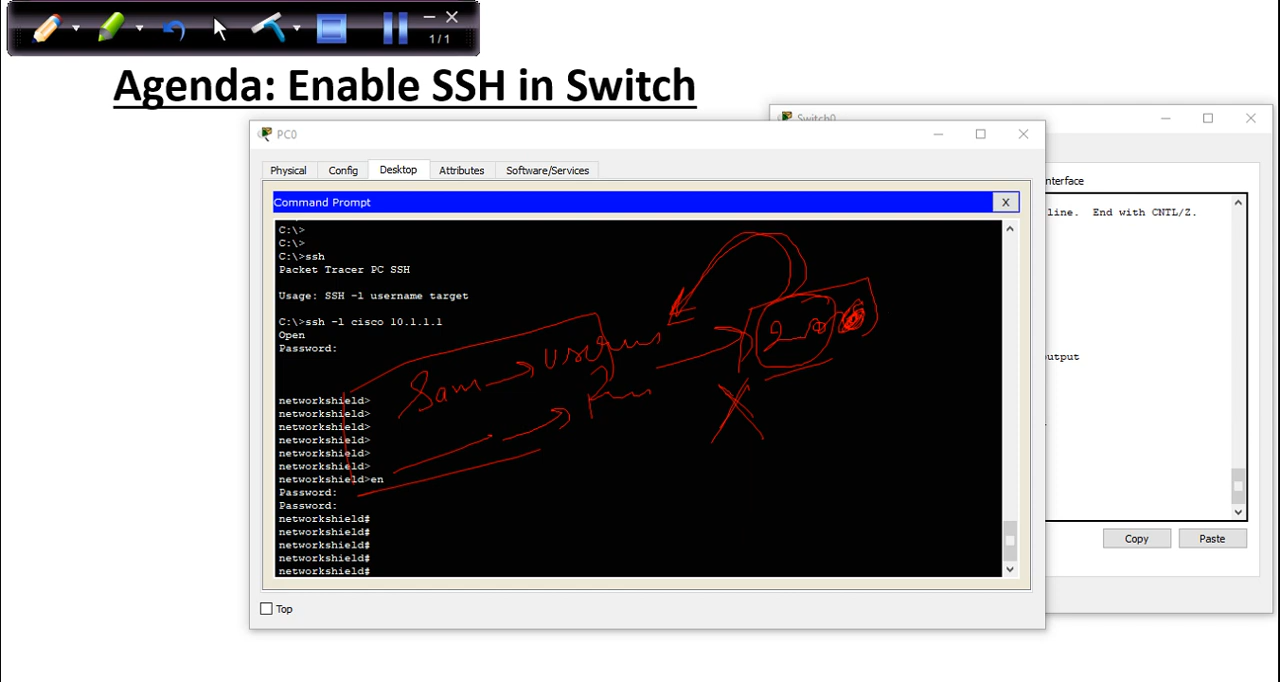 1/1
Agenda: Enable SSH in Switch
Switch0
PC0
Physical Config Desktop Attributes Software/Services
nterface
Command Prompt X
line. End with CNTL/Z.
C:\>
C:\>
C:\>ssh
Packet Tracer PC SSH
Usage: SSH -l username target
C:\>ssh -l cisco 10.1.1.1
Open
Password:
utput
Sam
networkshield>
networkshield>
networkshield>
networkshield>
networkshield>
networkshield>
networkshield>en
Password:
Password:
networkshield#
networkshield#
networkshield#
networkshield#
networkshield#
Copy Paste
Top